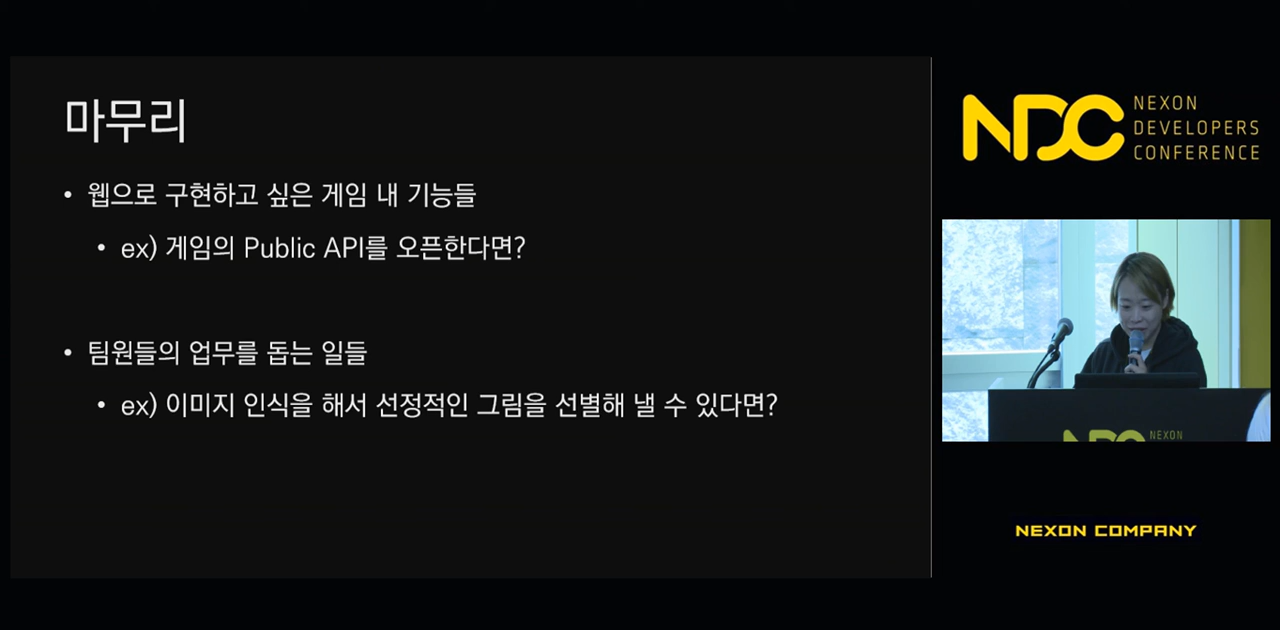 마무리
• 웹으로 구현하고 싶은 게임 내 기능들
• ex) 게임의 Public API를 오픈한다면?
• 팀원들의 업무를 돕는 일들
• ex) 이미지 인식을 해서 선정적인 그림을 선별해 낼 수 있다면?
NDC NEXON
DEVELOPERS
CONFERENCE
NDC NEXON
NEXON COMPANY